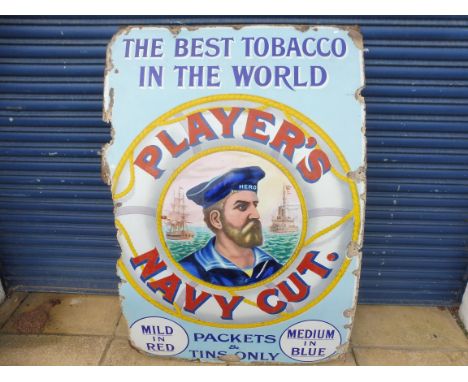 THE BEST TOBACCO
IN THE WORLD
PLAYER'S
HERO
NAVY CUT.
MILD
IN
RED
PACKETS
&
TINS ONLY
MEDIUM
IN
BLUE